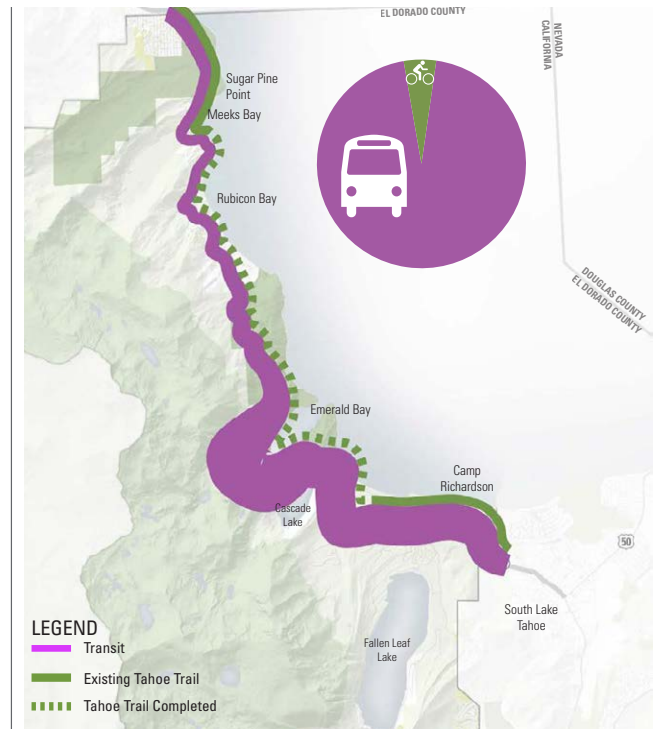 EL DORADO COUNTY
NEVADA
CALIFORNIA
Sugar Pine
Point
Meeks Bay
Rubicon Bay
DOUGLAS COUNTY
EL DORADO COUNTY
Emerald Bay
Camp
Richardson
Cascade
Lake
50
South Lake
Tahoe
Fallen Leaf
Lake
LEGEND
Transit
Existing Tahoe Trail
Tahoe Trail Completed